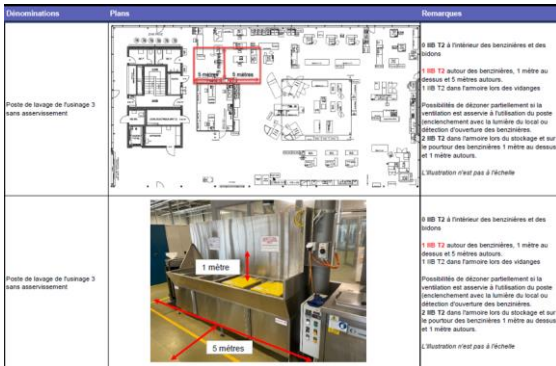 Dénominations
Plans
Remarques
Poste de lavage de l'usinage 3
sans asservissement
5 mètres
5 mètres
0 IIB T2 à l'intérieur des benzinières et des
bidons
1 IIB T2 autour des benzinières, 1 mètre au
dessus et 5 mètres autours.
1 IIB T2 dans l'armoire lors des vidanges
Possibilités de dézoner partiellement si la
ventilation est asservie à l'utilisation du poste
(enclenchement avec la lumière du local ou
détection d'ouverture des benzinières.
2 IIB T2 dans l'armoire lors du stockage et sur
le pourtour des benzinières 1 mètre au dessus
et 1 mètre autours.
L'illustration n'est pas à l'échelle
Poste de lavage de l'usinage 3
sans asservissement
1 mètre
5 mètres
0 IIB T2 à l'intérieur des benzinières et des
bidons
1 IIB T2 autour des benzinières, 1 mètre au
dessus et 5 mètres autours.
1 IIB T2 dans l'armoire lors des vidanges
Possibilités de dézoner partiellement si la
ventilation est asservie à l'utilisation du poste
(enclenchement avec la lumière du local ou
détection d'ouverture des benzinières.
2 IIB T2 dans l'armoire lors du stockage et sur
le pourtour des benzinières 1 mètre au dessus
et 1 mètre autours.
L'illustration n'est pas à l'échelle